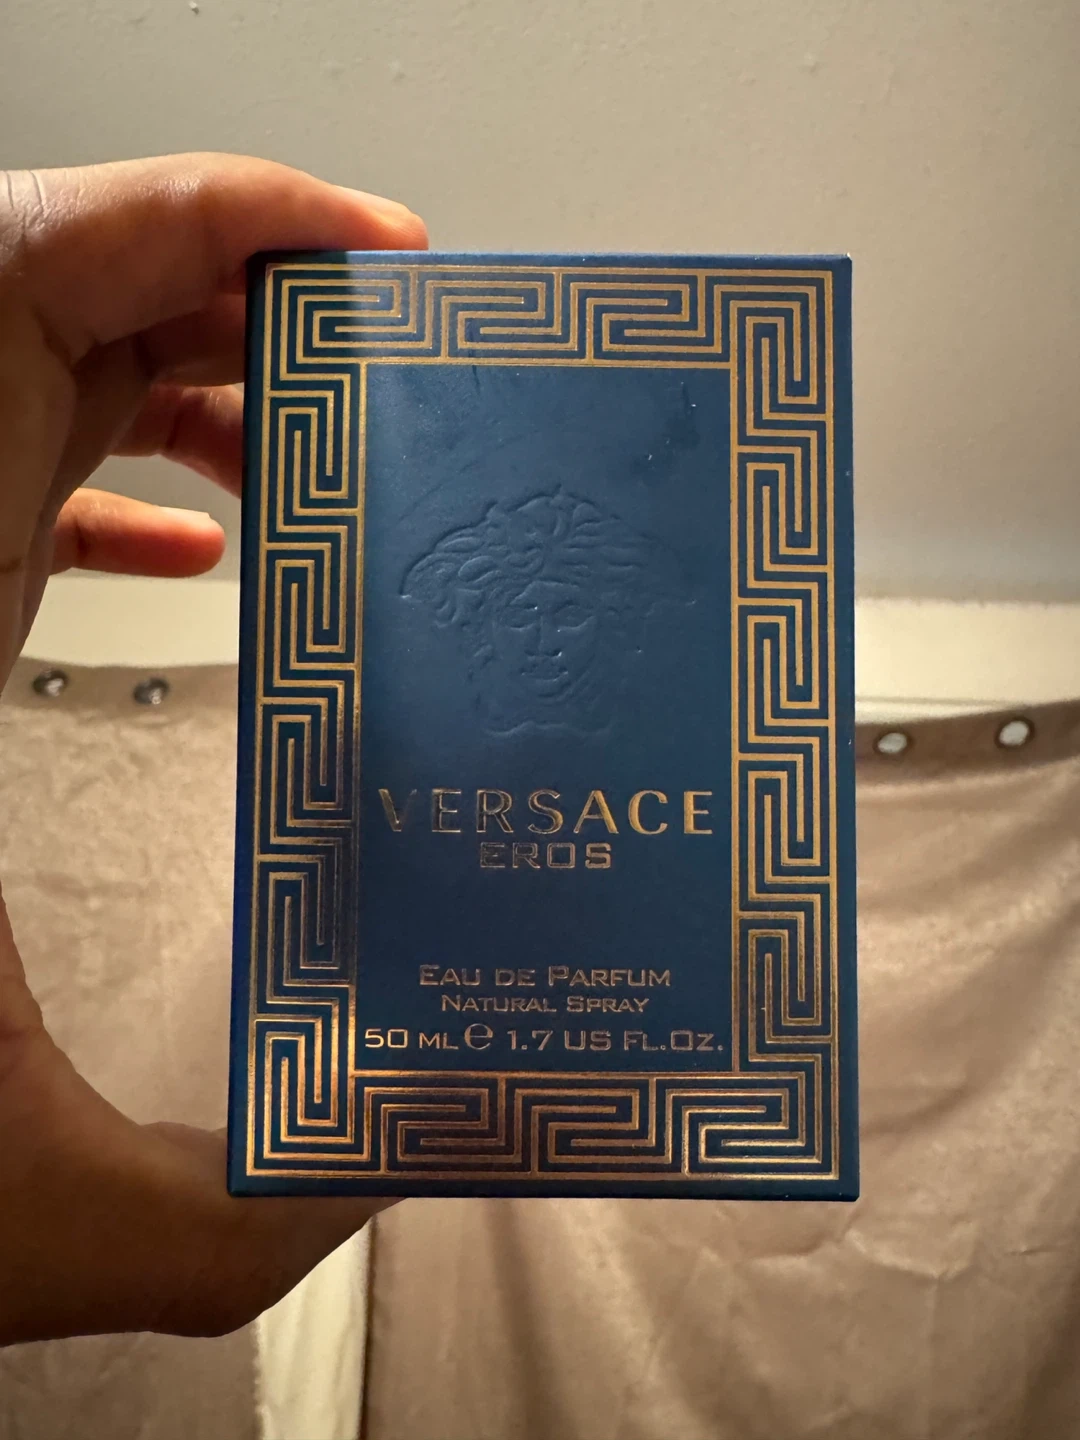 VERSACE
EROS
EAU DE PARFUM
NATURAL SPRAY
50 ML ℮ 1.7 US FL.OZ.